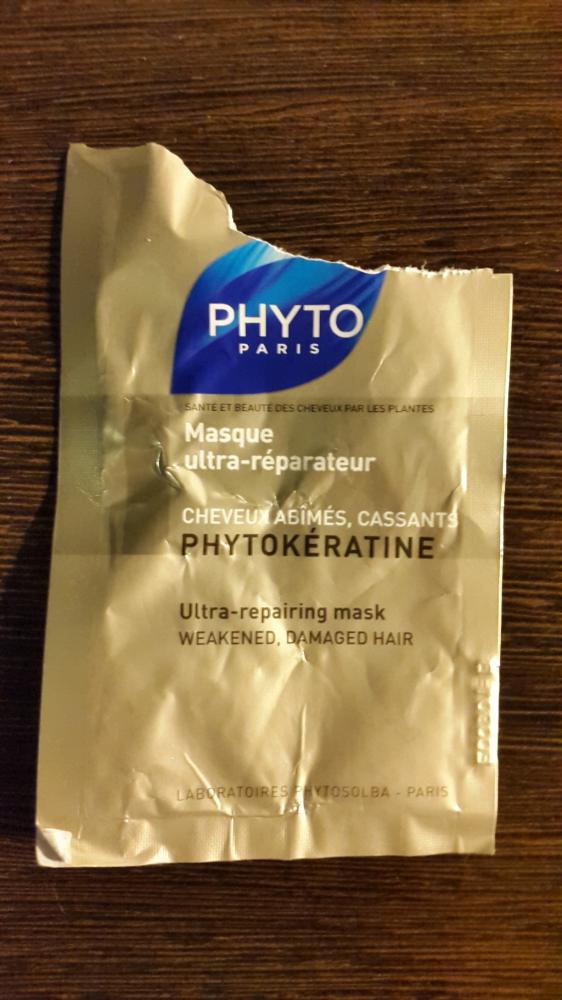 PHYTO
PARIS
SANTÉ ET BEAUTÉ DES CHEVEUX PAR LES PLANTES
Masque
ultra-réparateur
CHEVEUX ABÎMÉS, CASSANTS
PHYTOKÉRATINE
Ultra-repairing mask
WEAKENED, DAMAGED HAIR
LABORATOIRES PHYTOSOLBA - PARIS